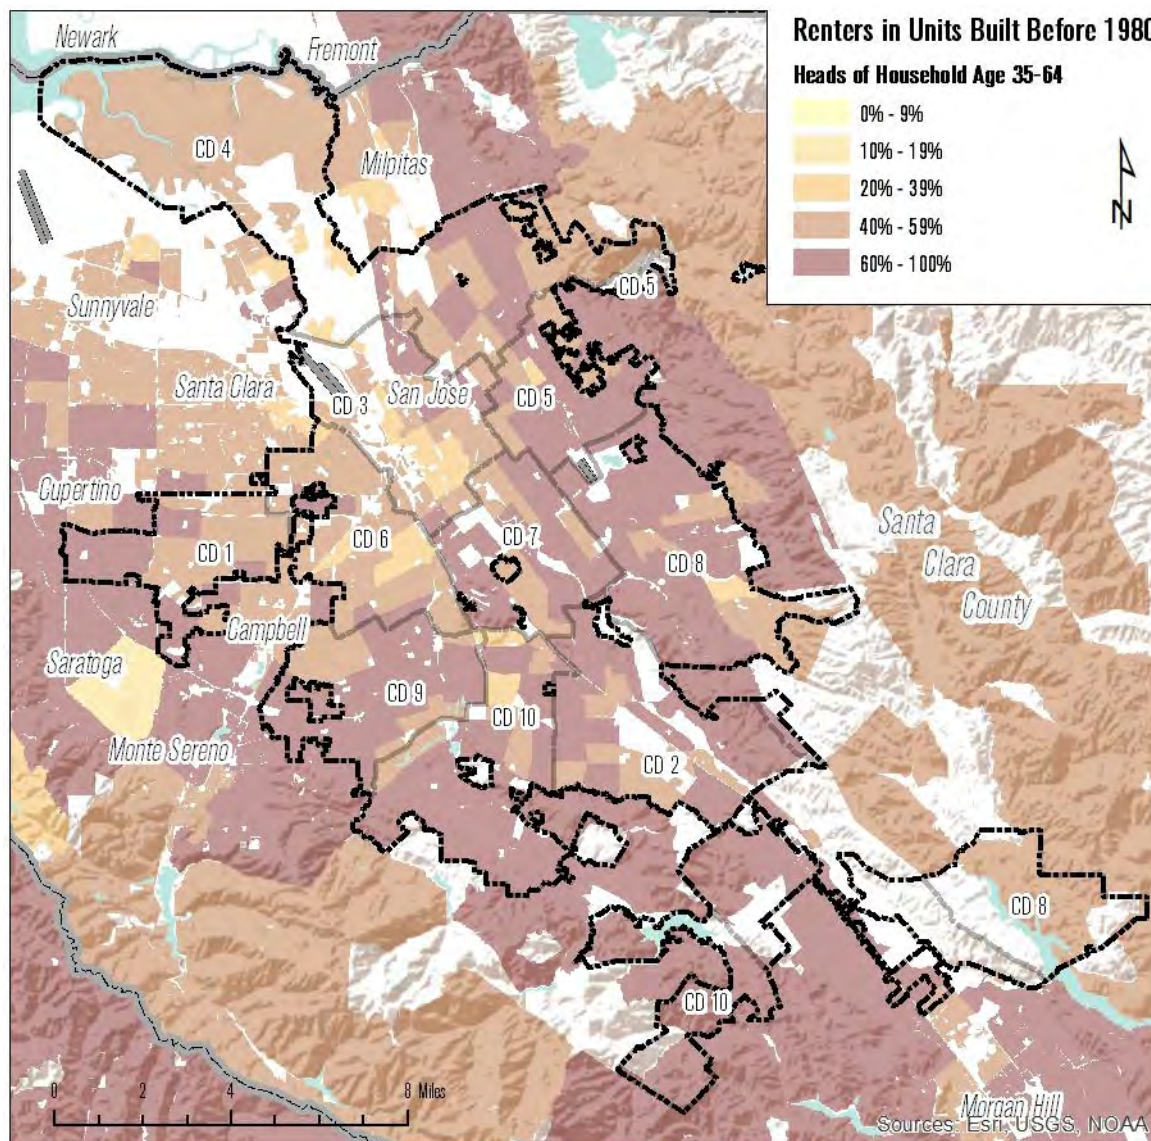 Renters in Units Built Before 1980
Heads of Household Age 35-64
0% - 9%
10% - 19%
20% - 39%
40% - 59%
60% - 100%
N
Newark
Fremont
CD 4
Milpitas
CD 5
Sunnyvale
Santa Clara
CD 3
San Jose
CD 5
Cupertino
CD 1
CD 6
CD 7
CD 8
Santa
Clara
County
Campbell
Saratoga
CD 9
CD 10
Monte Sereno
CD 2
CD 8
CD 10
0 2 4 8 Miles
Morgan Hill
Sources: Esri, USGS, NOAA